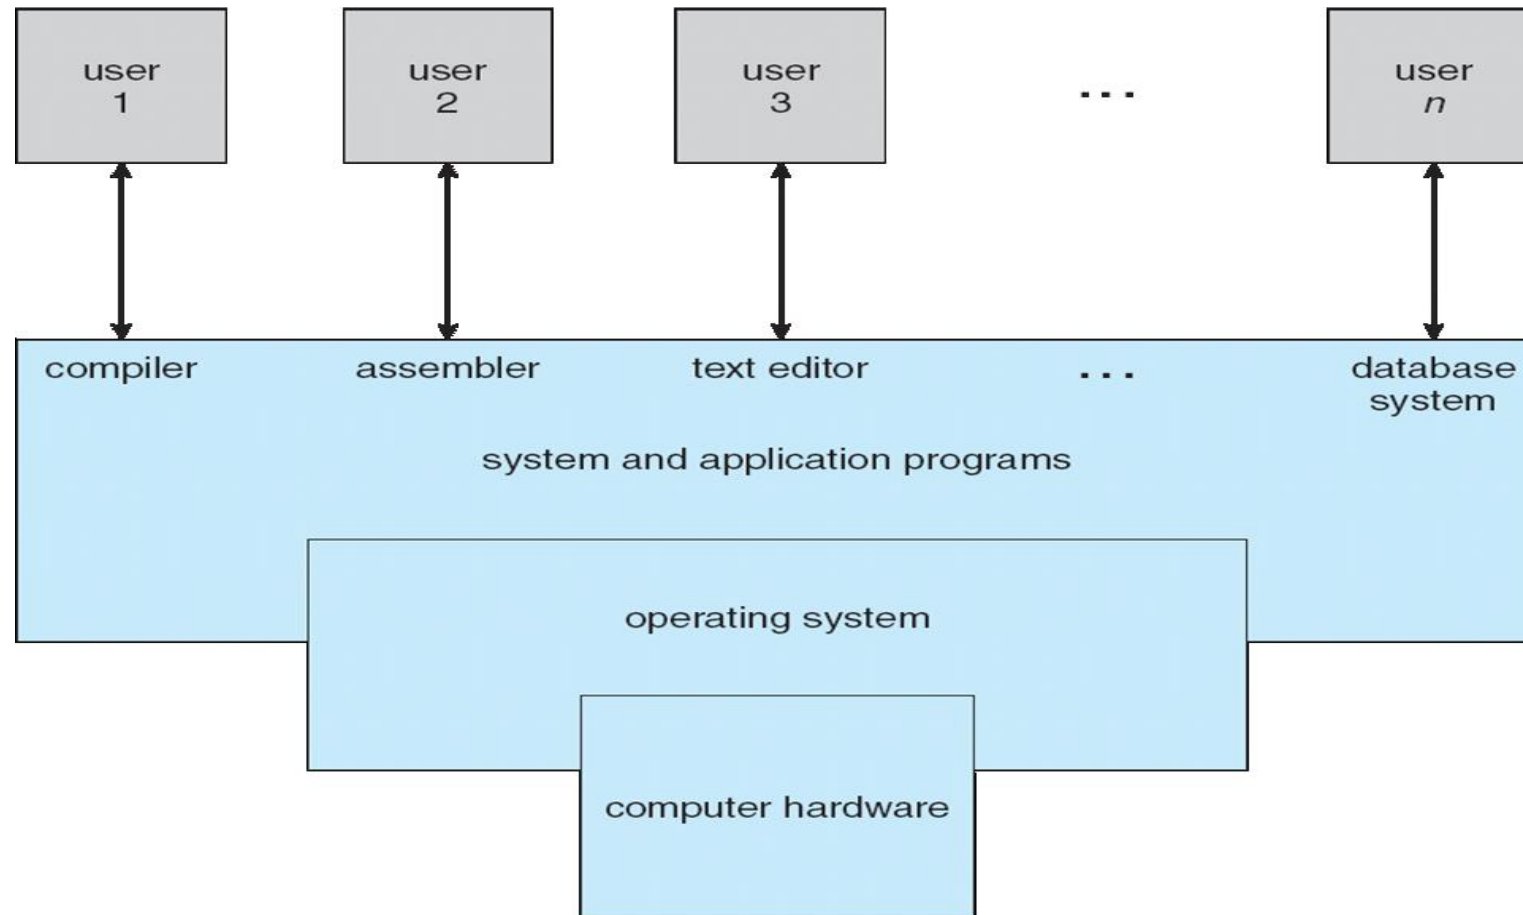 user
1
user
2
user
3
...
user
n
compiler
assembler
text editor
...
database
system
system and application programs
operating system
computer hardware